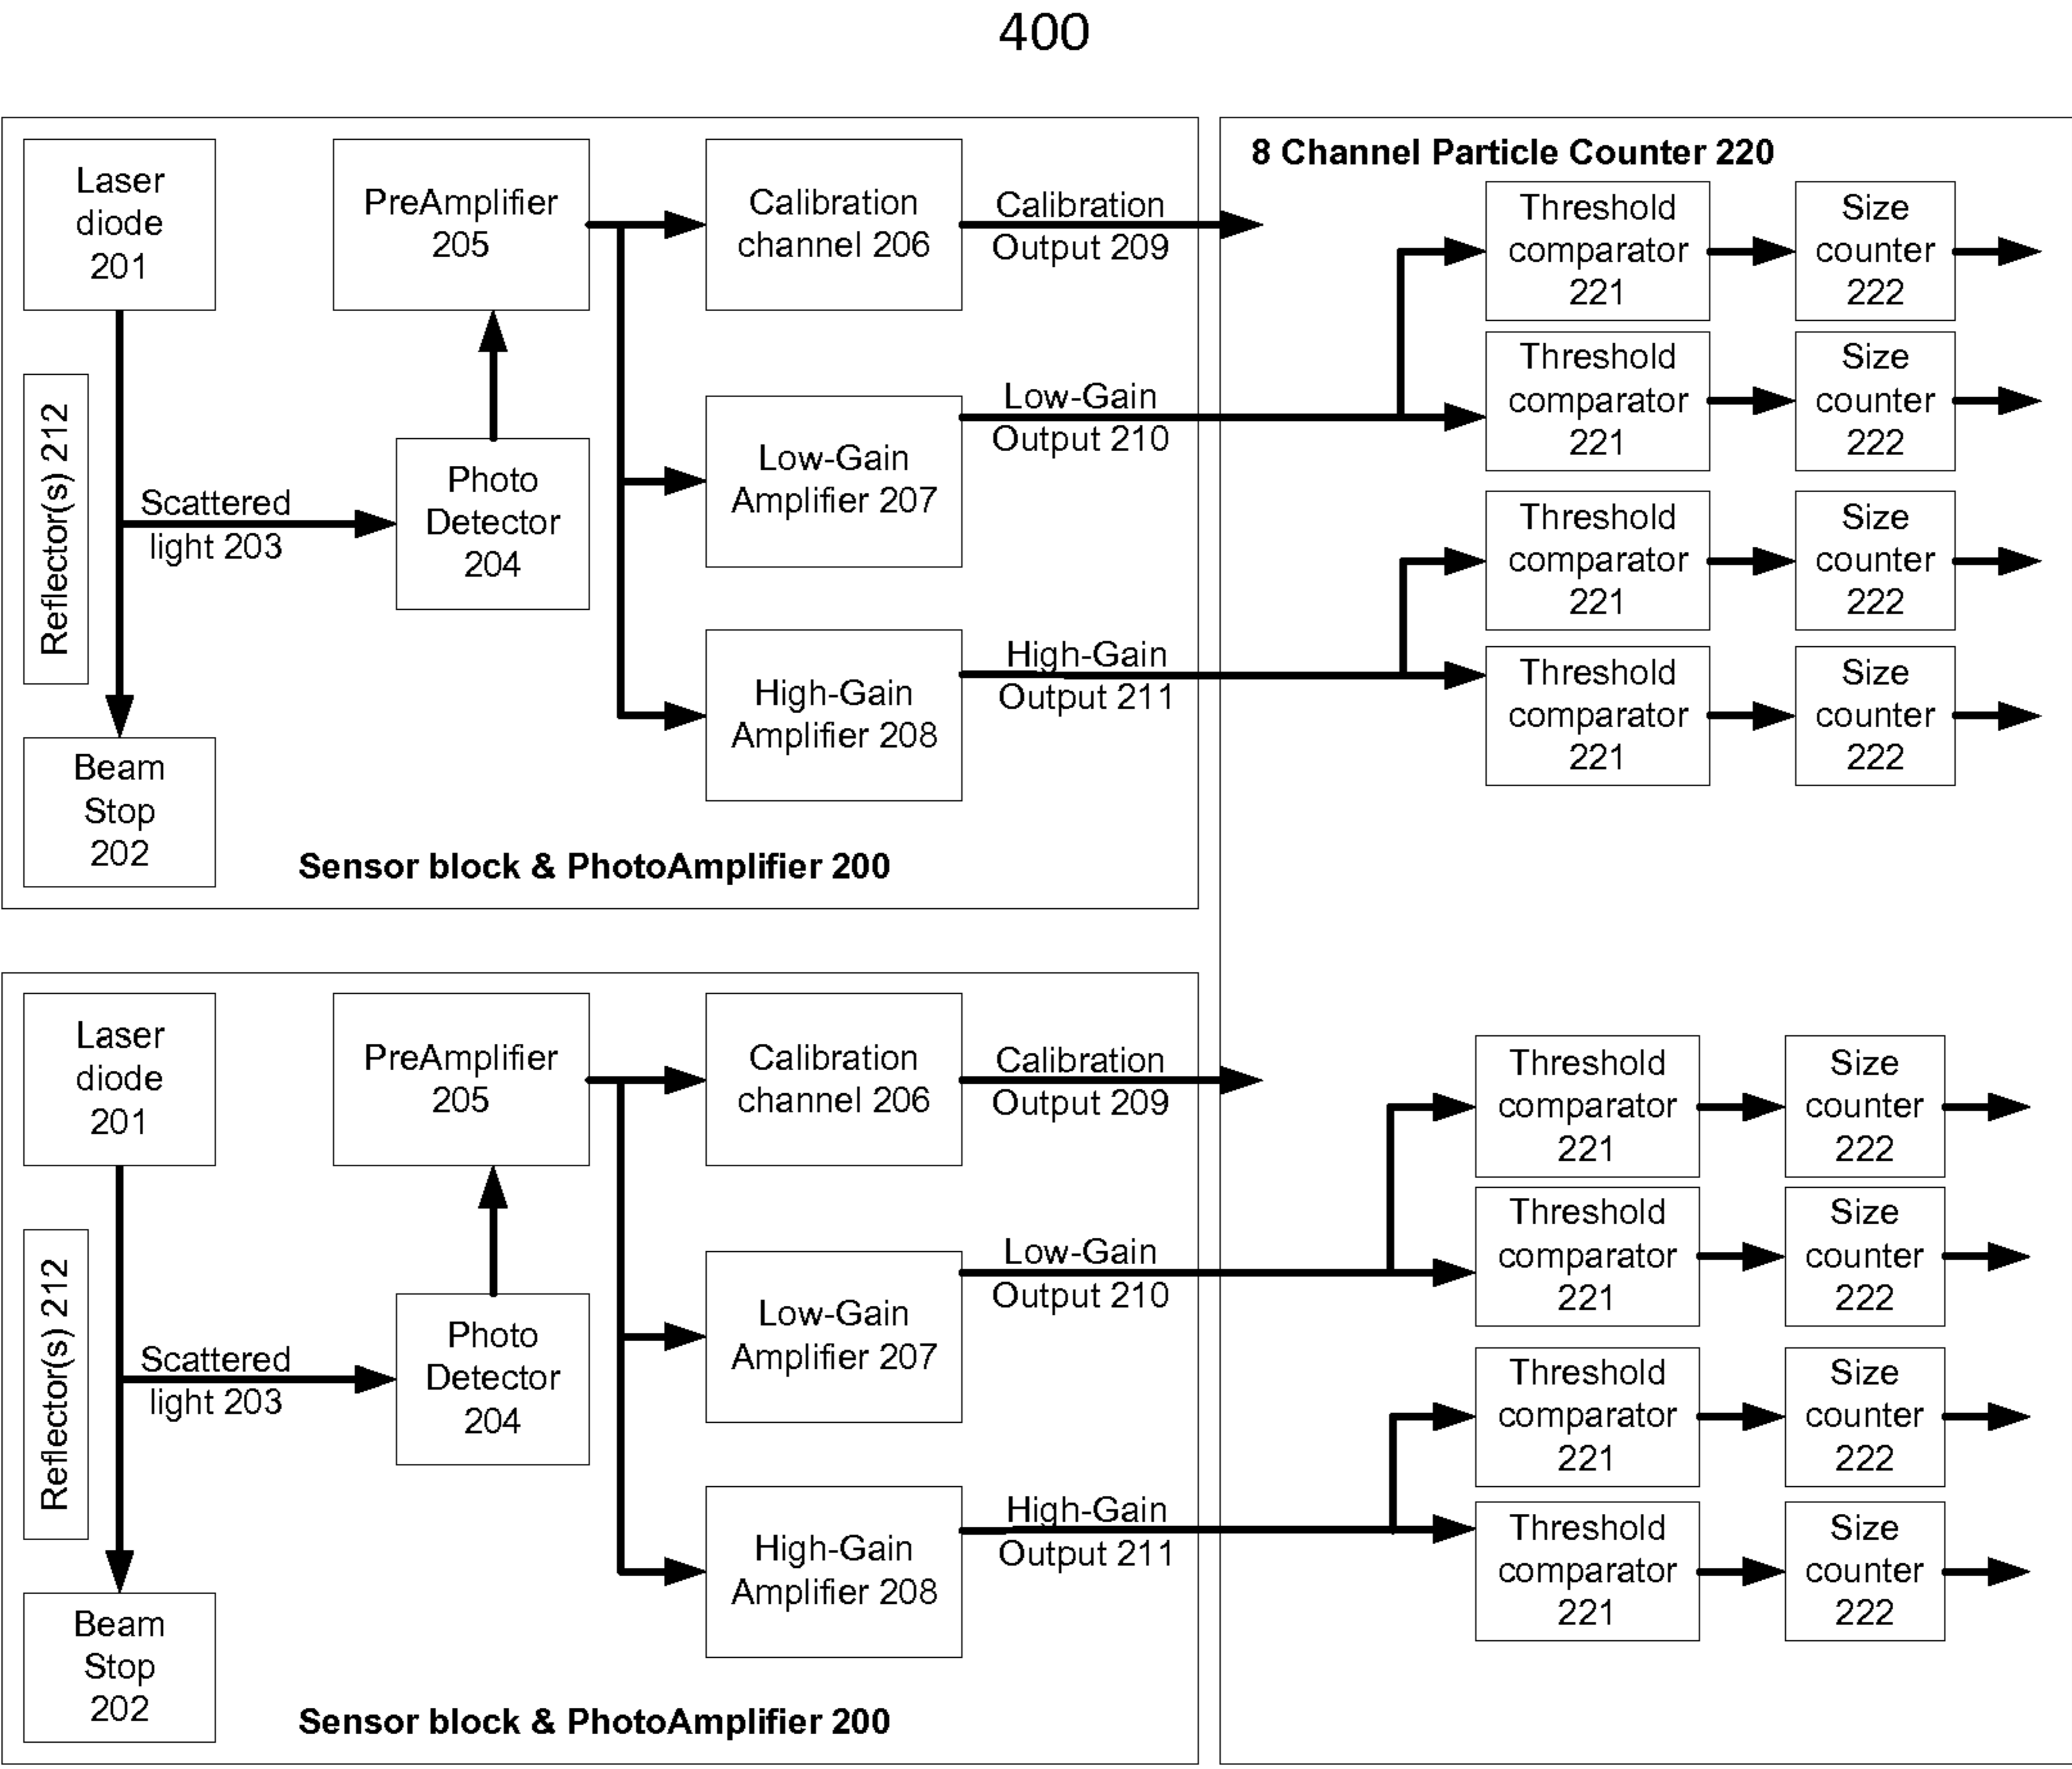 400
Laser
diode
201
Reflector(s) 212
Scattered
light 203
Beam
Stop
202
PreAmplifier
205
Photo
Detector
204
Calibration
channel 206
Low-Gain
Amplifier 207
High-Gain
Amplifier 208
Calibration
Output 209
Low-Gain
Output 210
High-Gain
Output 211
Sensor block & PhotoAmplifier 200
8 Channel Particle Counter 220
Threshold
comparator
221
Size
counter
222
Threshold
comparator
221
Size
counter
222
Threshold
comparator
221
Size
counter
222
Threshold
comparator
221
Size
counter
222
Laser
diode
201
Reflector(s) 212
Scattered
light 203
Beam
Stop
202
PreAmplifier
205
Photo
Detector
204
Calibration
channel 206
Low-Gain
Amplifier 207
High-Gain
Amplifier 208
Calibration
Output 209
Low-Gain
Output 210
High-Gain
Output 211
Sensor block & PhotoAmplifier 200
Threshold
comparator
221
Size
counter
222
Threshold
comparator
221
Size
counter
222
Threshold
comparator
221
Size
counter
222
Threshold
comparator
221
Size
counter
222